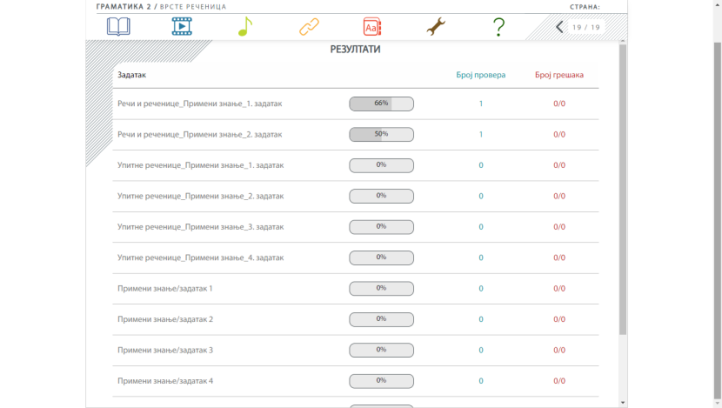 ГРАМАТИКА 2 / ВРСТЕ РЕЧЕНИЦА СТРАНА:
Aa 19 / 19
РЕЗУЛТАТИ
Задатак Број провера Број грешака
Речи и реченице_Примени знање_1. задатак 66% 1 0/0
Речи и реченице_Примени знање_2. задатак 50% 1 0/0
Упитне реченице_Примени знање_1. задатак 0% 0 0/0
Упитне реченице_Примени знање_2. задатак 0% 0 0/0
Упитне реченице_Примени знање_3. задатак 0% 0 0/0
Упитне реченице_Примени знање_4. задатак 0% 0 0/0
Примени знање/задатак 1 0% 0 0/0
Примени знање/задатак 2 0% 0 0/0
Примени знање/задатак 3 0% 0 0/0
Примени знање/задатак 4 0% 0 0/0